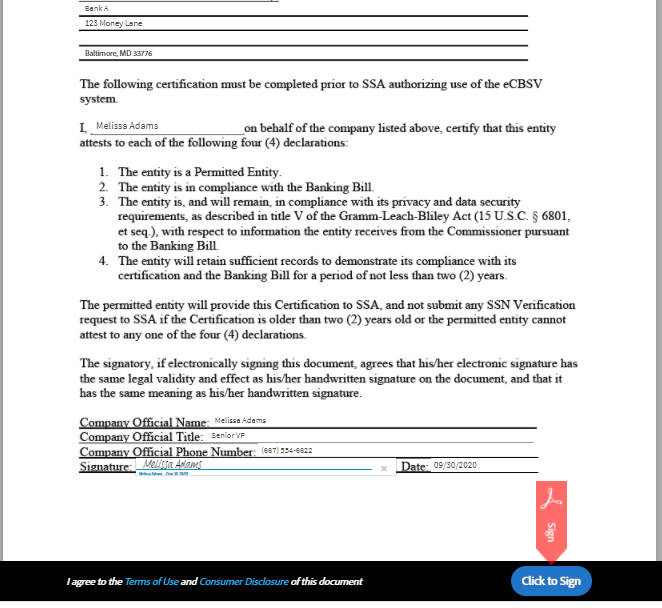 Bank A
123 Money Lane
Baltimore, MD 33776
The following certification must be completed prior to SSA authorizing use of the eCBSV
system.
I, Melissa Adams on behalf of the company listed above, certify that this entity
attests to each of the following four (4) declarations:
1. The entity is a Permitted Entity.
2. The entity is in compliance with the Banking Bill.
3. The entity is, and will remain, in compliance with its privacy and data security
requirements, as described in title V of the Gramm-Leach-Bliley Act (15 U.S.C. § 6801,
et seq.), with respect to information the entity receives from the Commissioner pursuant
to the Banking Bill.
4. The entity will retain sufficient records to demonstrate its compliance with its
certification and the Banking Bill for a period of not less than two (2) years.
The permitted entity will provide this Certification to SSA, and not submit any SSN Verification
request to SSA if the Certification is older than two (2) years old or the permitted entity cannot
attest to any one of the four (4) declarations.
The signatory, if electronically signing this document, agrees that his/her electronic signature has
the same legal validity and effect as his/her handwritten signature on the document, and that it
has the same meaning as his/her handwritten signature.
Company Official Name: Melissa Adams
Company Official Title: Senior VP
Company Official Phone Number: (667) 554-6622
Signature: Melissa Adams × Date: 09/30/2020
Sign
I agree to the Terms of Use and Consumer Disclosure of this document
Click to Sign